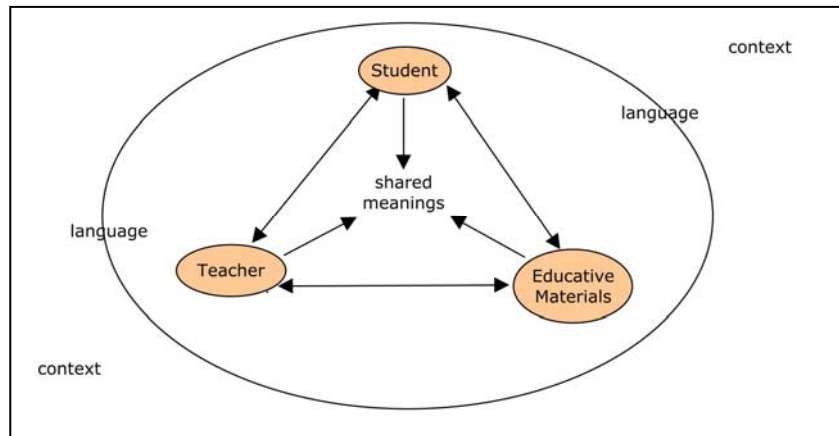 context
Student
language
shared
meanings
language
Teacher
Educative
Materials
context